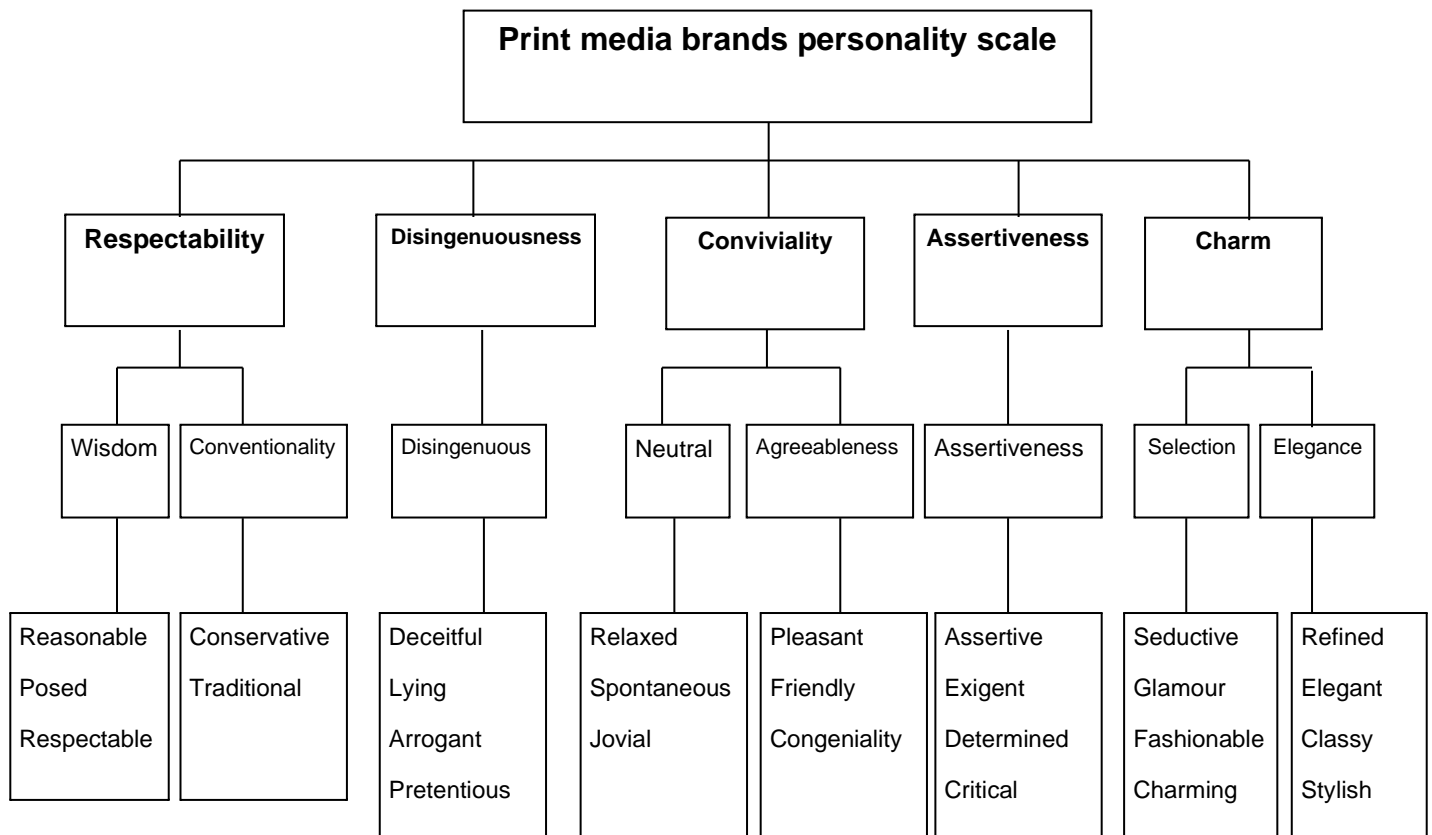 Print media brands personality scale
Respectability
Disingenuousness
Conviviality
Assertiveness
Charm
Wisdom
Conventionality
Disingenuous
Neutral
Agreeableness
Assertiveness
Selection
Elegance
Reasonable
Posed
Respectable
Conservative
Traditional
Deceitful
Lying
Arrogant
Pretentious
Relaxed
Spontaneous
Jovial
Pleasant
Friendly
Congeniality
Assertive
Exigent
Determined
Critical
Seductive
Glamour
Fashionable
Charming
Refined
Elegant
Classy
Stylish